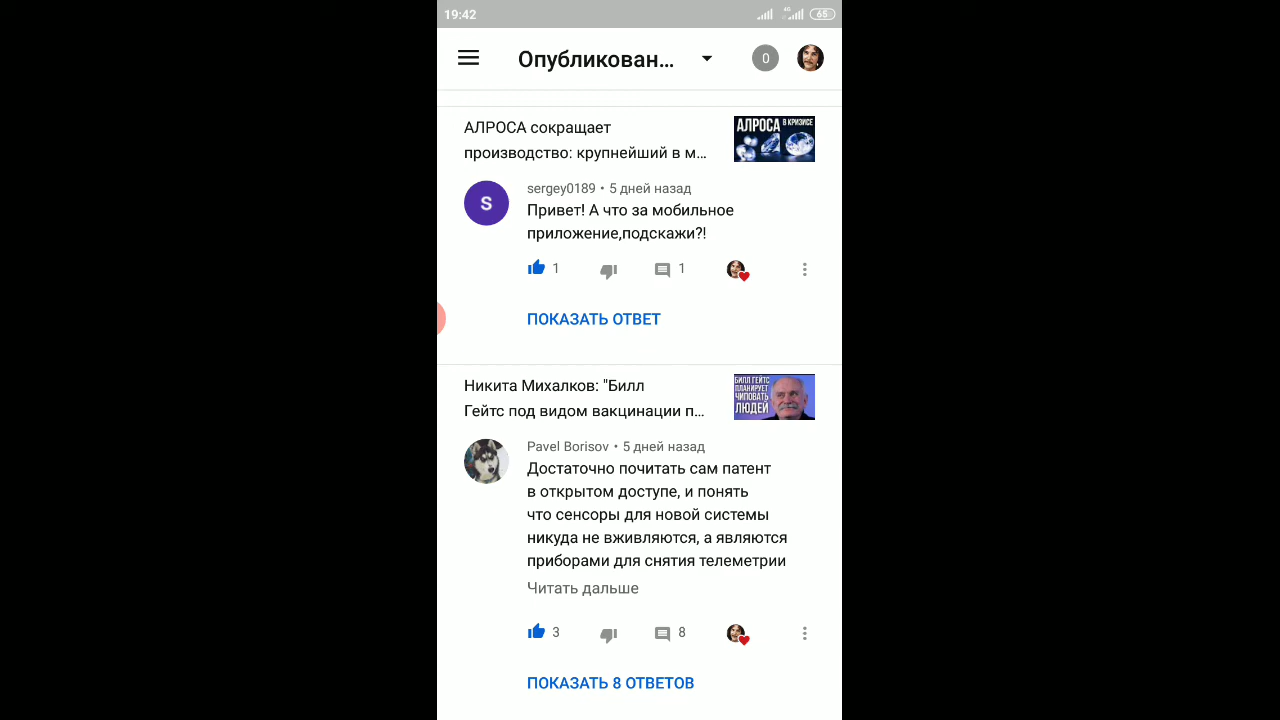 19:42
4G
65
Опубликован...
0
АЛРОСА сокращает
производство: крупнейший в м...
АЛРОСА В КРИЗИСЕ
S
sergey0189 • 5 дней назад
Привет! А что за мобильное
приложение,подскажи?!
1
1
ПОКАЗАТЬ ОТВЕТ
Никита Михалков: "Билл
Гейтс под видом вакцинации п...
БИЛЛ ГЕЙТС
ПЛАНИРУЕТ
ЧИПОВАТЬ
ЛЮДЕЙ
Pavel Borisov • 5 дней назад
Достаточно почитать сам патент
в открытом доступе, и понять
что сенсоры для новой системы
никуда не вживляются, а являются
приборами для снятия телеметрии
Читать дальше
3
8
ПОКАЗАТЬ 8 ОТВЕТОВ